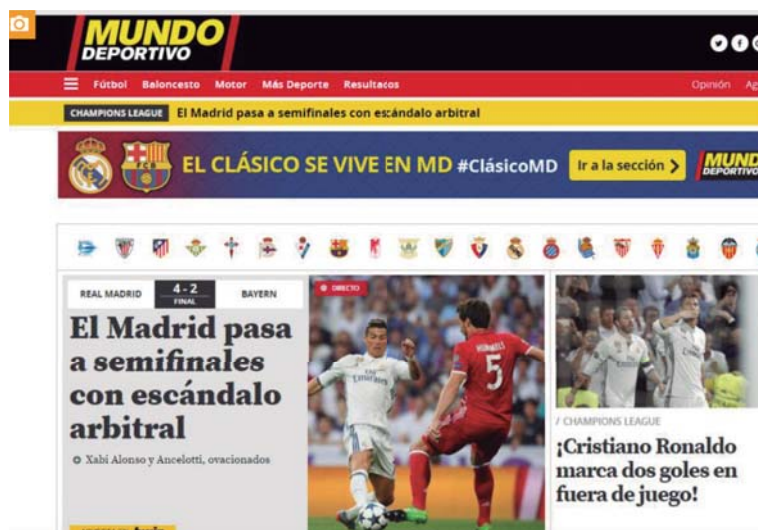 MUNDO
DEPORTIVO
Fútbol Baloncesto Motor Más Deporte Resultados Opinión
CHAMPIONS LEAGUE El Madrid pasa a semifinales con escándalo arbitral
EL CLÁSICO SE VIVE EN MD #ClásicoMD Ir a la sección
DEPORTIVO
REAL MADRID 4 - 2 BAYERN
FINAL
DIRECTO
El Madrid pasa
a semifinales
con escándalo
arbitral
Xabi Alonso y Ancelotti, ovacionados
HUMMELS
5
Fly
Emirates
/ CHAMPIONS LEAGUE
¡Cristiano Ronaldo
marca dos goles en
fuera de juego!